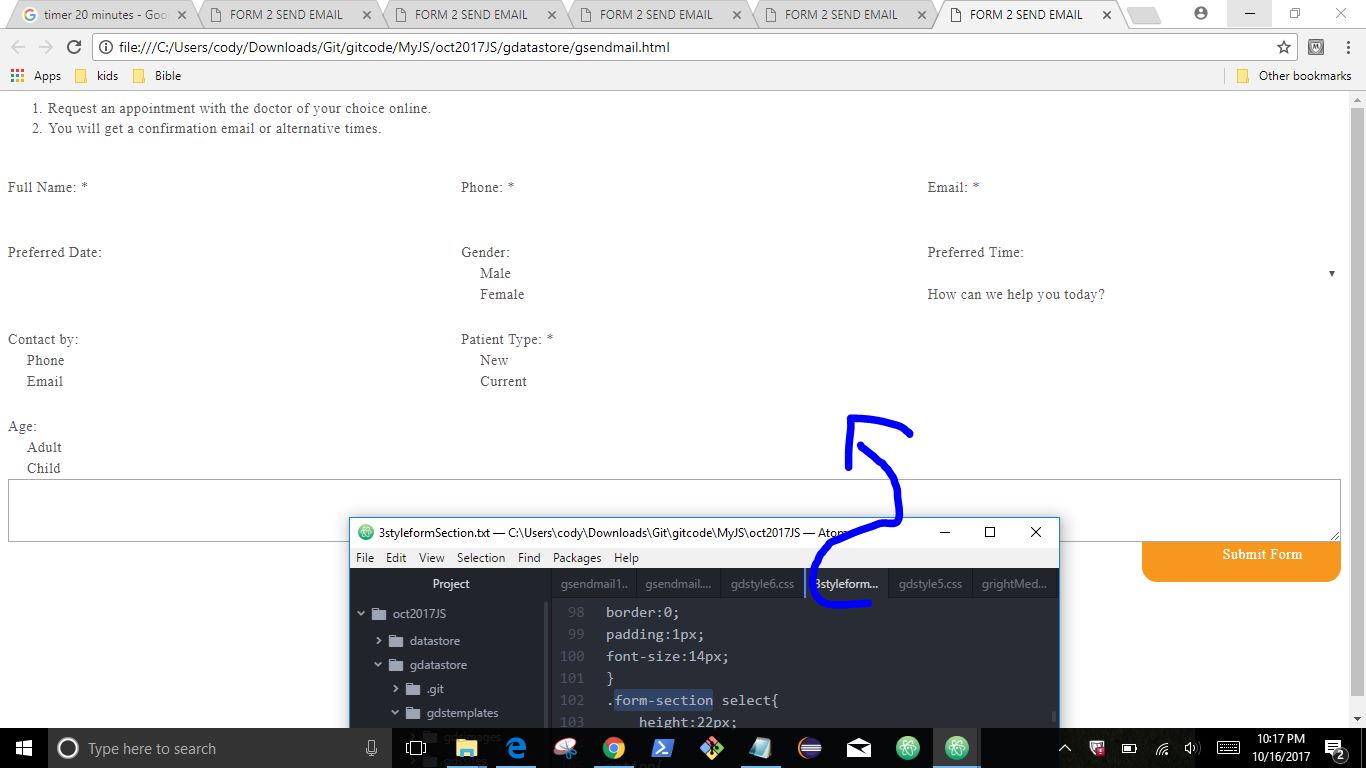 timer 20 minutes - Goo
FORM 2 SEND EMAIL
FORM 2 SEND EMAIL
FORM 2 SEND EMAIL
FORM 2 SEND EMAIL
FORM 2 SEND EMAIL
file:///C:/Users/cody/Downloads/Git/gitcode/MyJS/oct2017JS/gdatastore/gsendmail.html
Apps kids Bible Other bookmarks
1. Request an appointment with the doctor of your choice online.
2. You will get a confirmation email or alternative times.
Full Name: * Phone: * Email: *
Preferred Date: Gender: Preferred Time:
Male
Female How can we help you today?
Contact by: Patient Type: *
Phone New
Email Current
Age:
Adult
Child
3styleformSection.txt — C:\Users\cody\Downloads\Git\gitcode\MyJS\oct2017JS — Atom
Submit Form
File Edit View Selection Find Packages Help
Project gsendmail1.. gsendmail.... gdstyle6.css 3styleform... gdstyle5.css grightMed...
98 border:0;
oct2017JS
99 padding:1px;
datastore
100 font-size:14px;
gdatastore
101 }
.git
102 .form-section select{
gdstemplates
103 height:22px;
Type here to search
10:17 PM
10/16/2017
2